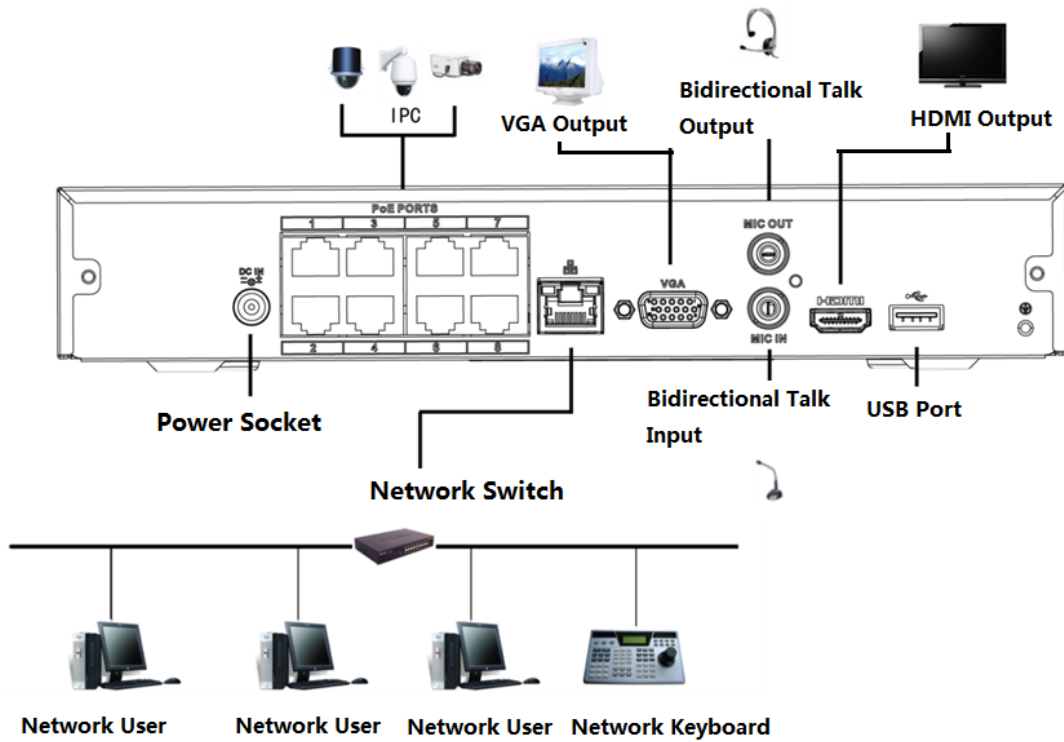 IPC
VGA Output
Bidirectional Talk
Output
HDMI Output
PoE PORTS
1 3 5 7
MIC OUT
DC IN
VGA
HDMI
2 4 6 8
MIC IN
Power Socket
Bidirectional Talk
Input
USB Port
Network Switch
Network User
Network User
Network User
Network Keyboard